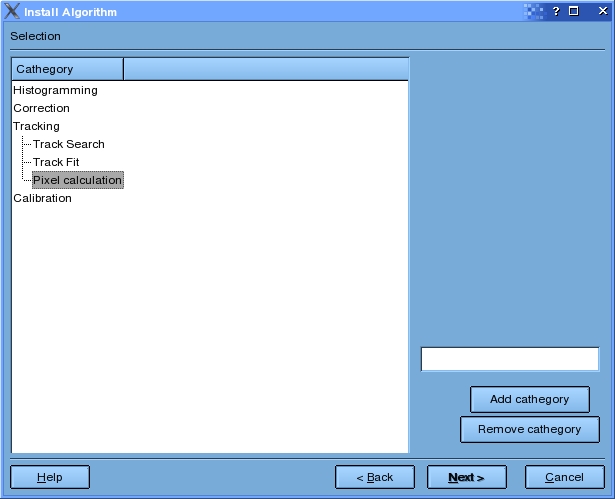 Install Algorithm ?
Selection
Cathegory
Histogramming
Correction
Tracking
Track Search
Track Fit
Pixel calculation
Calibration
Add cathegory
Remove cathegory
Help
< Back
Next >
Cancel